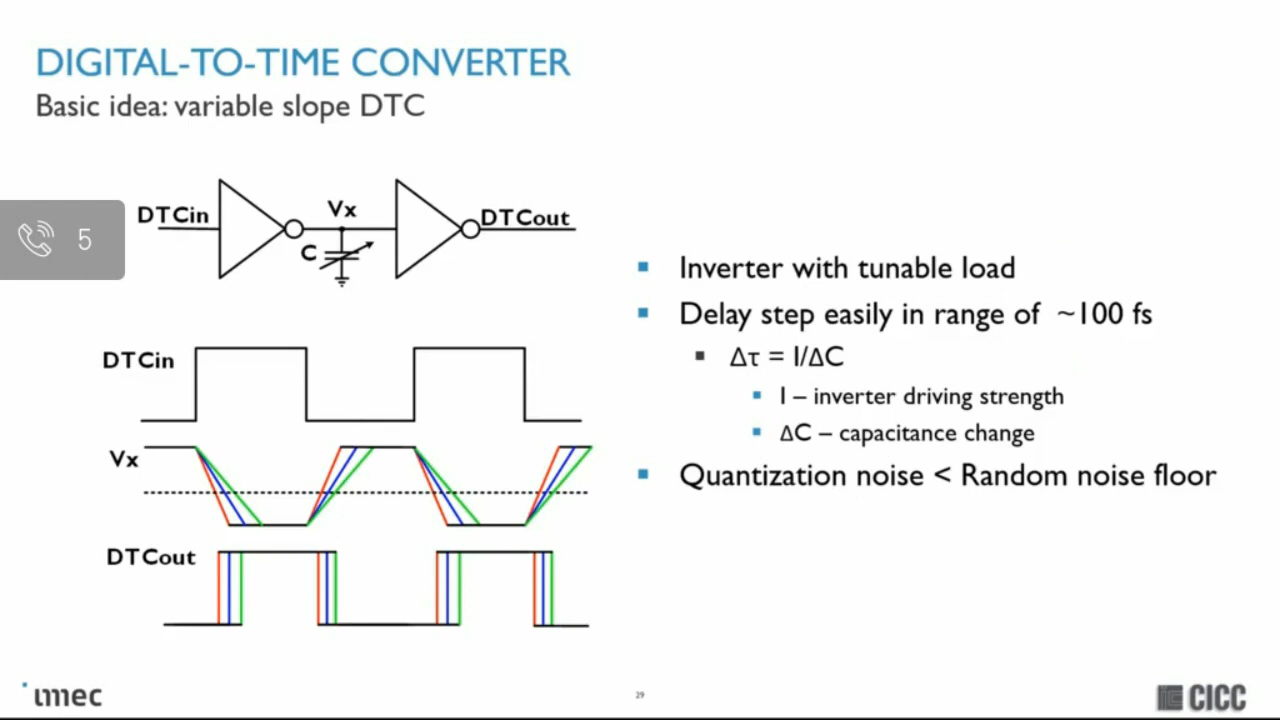 DIGITAL-TO-TIME CONVERTER
Basic idea: variable slope DTC
5
DTCin
Vx
DTCout
C
DTCin
Vx
DTCout
Inverter with tunable load
Delay step easily in range of ~100 fs
Δτ = I/ΔC
I – inverter driving strength
ΔC – capacitance change
Quantization noise < Random noise floor
imec
29
CICC